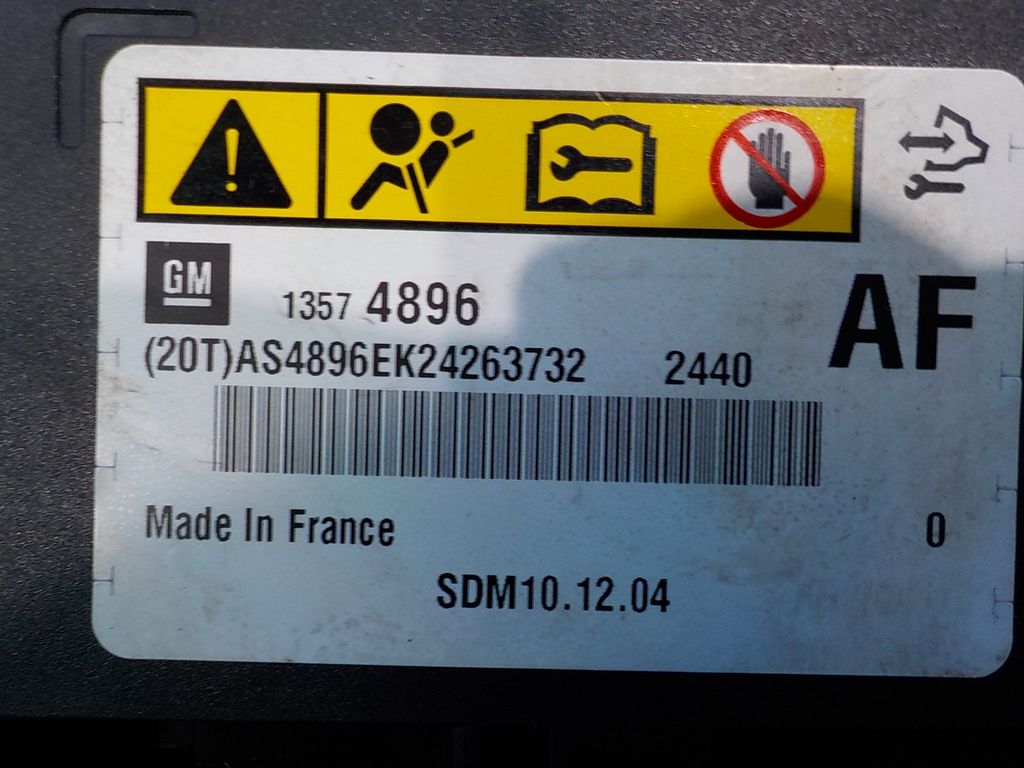 GM
1357 4896
AF
(20T)AS4896EK24263732 2440
Made In France 0
SDM10.12.04